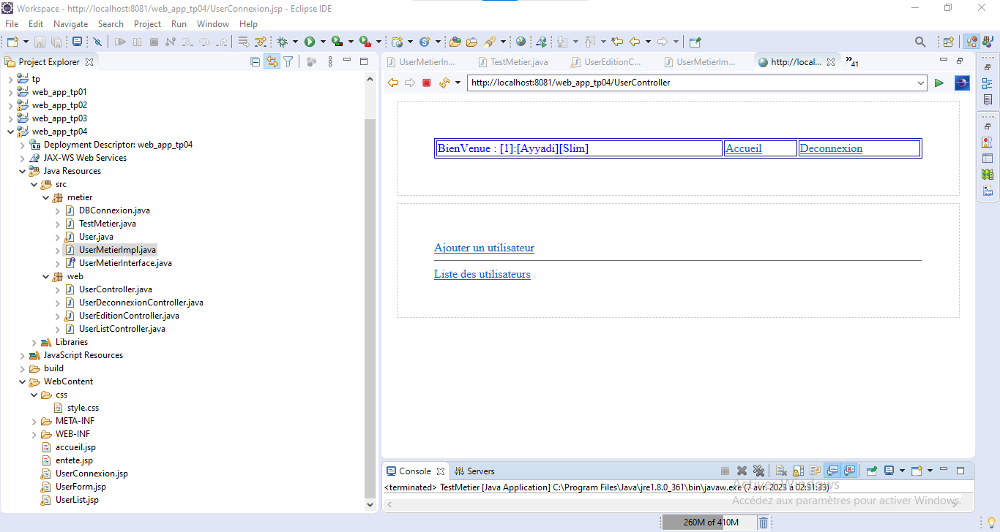 Workspace - http://localhost:8081/web_app_tp04/UserConnexion.jsp - Eclipse IDE
File Edit Navigate Search Project Run Window Help
Project Explorer
tp
web_app_tp01
web_app_tp02
web_app_tp03
web_app_tp04
Deployment Descriptor: web_app_tp04
JAX-WS Web Services
Java Resources
src
metier
DBConnexion.java
TestMetier.java
User.java
UserMetierImpl.java
UserMetierInterface.java
web
UserController.java
UserDeconnexionController.java
UserEditionController.java
UserListController.java
Libraries
JavaScript Resources
build
WebContent
css
style.css
META-INF
WEB-INF
accueil.jsp
entete.jsp
UserConnexion.jsp
UserForm.jsp
UserList.jsp
UserMetierIn... TestMetier.java UserEditionC... UserMetierIm... http://local... »41
http://localhost:8081/web_app_tp04/UserController
BienVenue : [1]:[Ayyadi][Slim] Accueil Deconnexion
Ajouter un utilisateur
Liste des utilisateurs
Console Servers
<terminated> TestMetier [Java Application] C:\Program Files\Java\jre1.8.0_361\bin\javaw.exe (7 avr. 2023 à 02:31:33)
Activer Windows
Accédez aux paramètres pour activer Windows.
260M of 410M